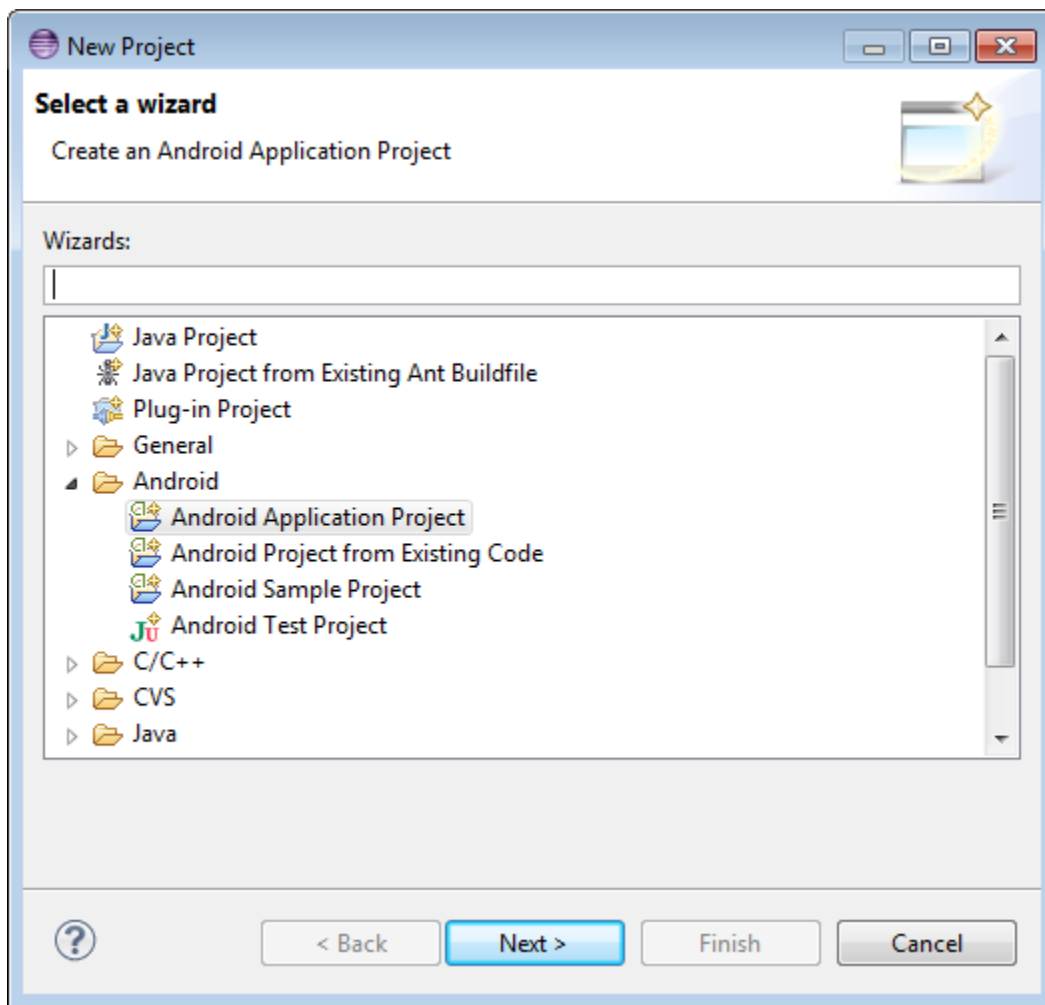 New Project
Select a wizard
Create an Android Application Project
Wizards:
Java Project
Java Project from Existing Ant Buildfile
Plug-in Project
General
Android
Android Application Project
Android Project from Existing Code
Android Sample Project
Android Test Project
C/C++
CVS
Java
< Back
Next >
Finish
Cancel